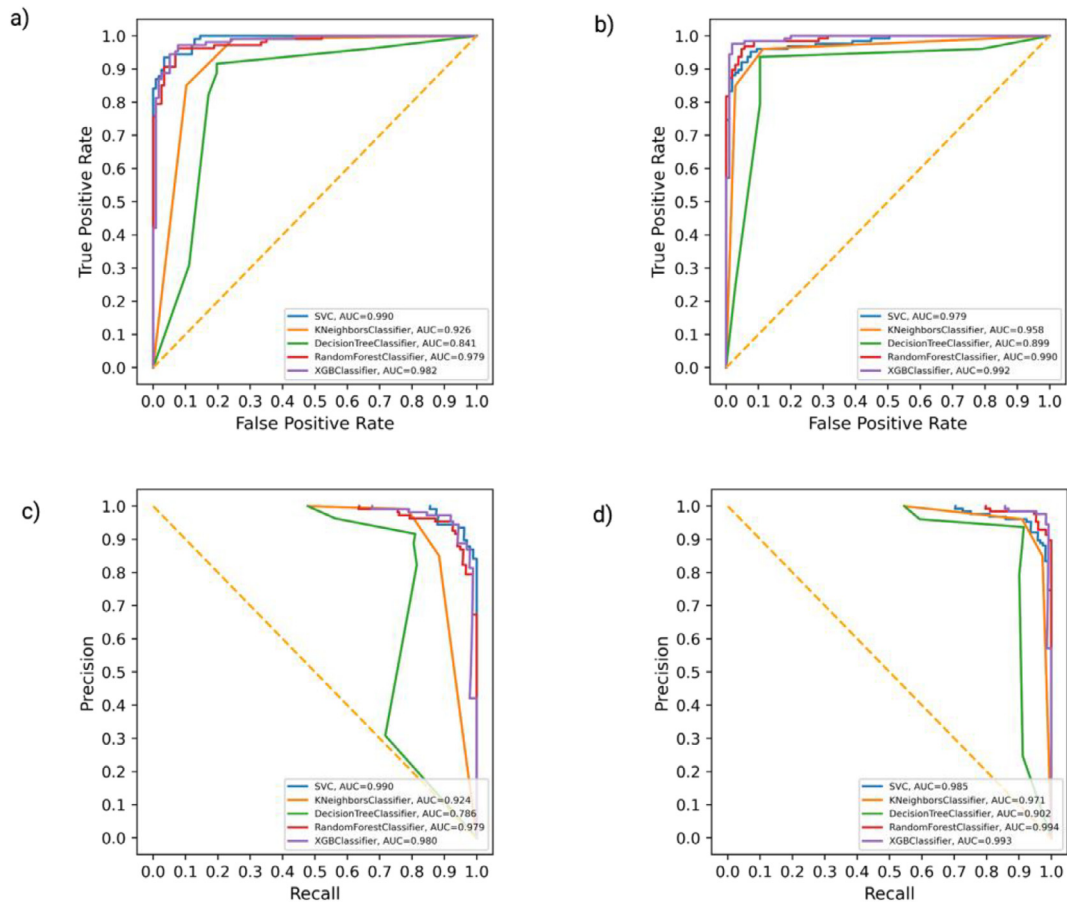 a)
1.0
0.9
0.8
0.7
0.6
0.5
0.4
0.3
0.2
0.1
0.0
True Positive Rate
SVC, AUC=0.990
KNeighborsClassifier, AUC=0.926
DecisionTreeClassifier, AUC=0.841
RandomForestClassifier, AUC=0.979
XGBClassifier, AUC=0.982
0.0 0.1 0.2 0.3 0.4 0.5 0.6 0.7 0.8 0.9 1.0
False Positive Rate
b)
1.0
0.9
0.8
0.7
0.6
0.5
0.4
0.3
0.2
0.1
0.0
True Positive Rate
SVC, AUC=0.979
KNeighborsClassifier, AUC=0.958
DecisionTreeClassifier, AUC=0.899
RandomForestClassifier, AUC=0.990
XGBClassifier, AUC=0.992
0.0 0.1 0.2 0.3 0.4 0.5 0.6 0.7 0.8 0.9 1.0
False Positive Rate
c)
1.0
0.9
0.8
0.7
0.6
0.5
0.4
0.3
0.2
0.1
0.0
Precision
SVC, AUC=0.990
KNeighborsClassifier, AUC=0.924
DecisionTreeClassifier, AUC=0.786
RandomForestClassifier, AUC=0.979
XGBClassifier, AUC=0.980
0.0 0.1 0.2 0.3 0.4 0.5 0.6 0.7 0.8 0.9 1.0
Recall
d)
1.0
0.9
0.8
0.7
0.6
0.5
0.4
0.3
0.2
0.1
0.0
Precision
SVC, AUC=0.985
KNeighborsClassifier, AUC=0.971
DecisionTreeClassifier, AUC=0.902
RandomForestClassifier, AUC=0.994
XGBClassifier, AUC=0.993
0.0 0.1 0.2 0.3 0.4 0.5 0.6 0.7 0.8 0.9 1.0
Recall